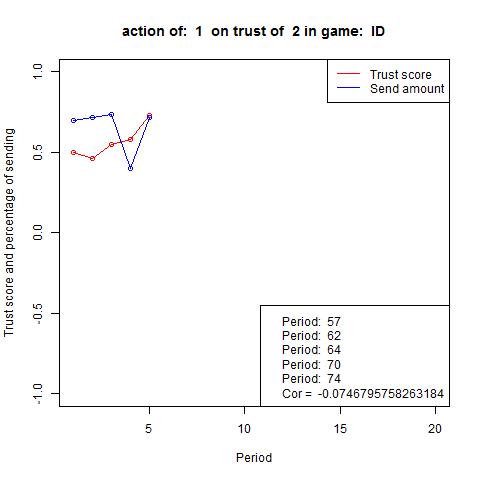 action of:  1  on trust of  2 in game:  ID
Trust score and percentage of sending
1.0
0.5
0.0
-0.5
-1.0
Trust score
Send amount
Period:  57
Period:  62
Period:  64
Period:  70
Period:  74
Cor =  -0.0746795758263184
5
10
15
20
Period